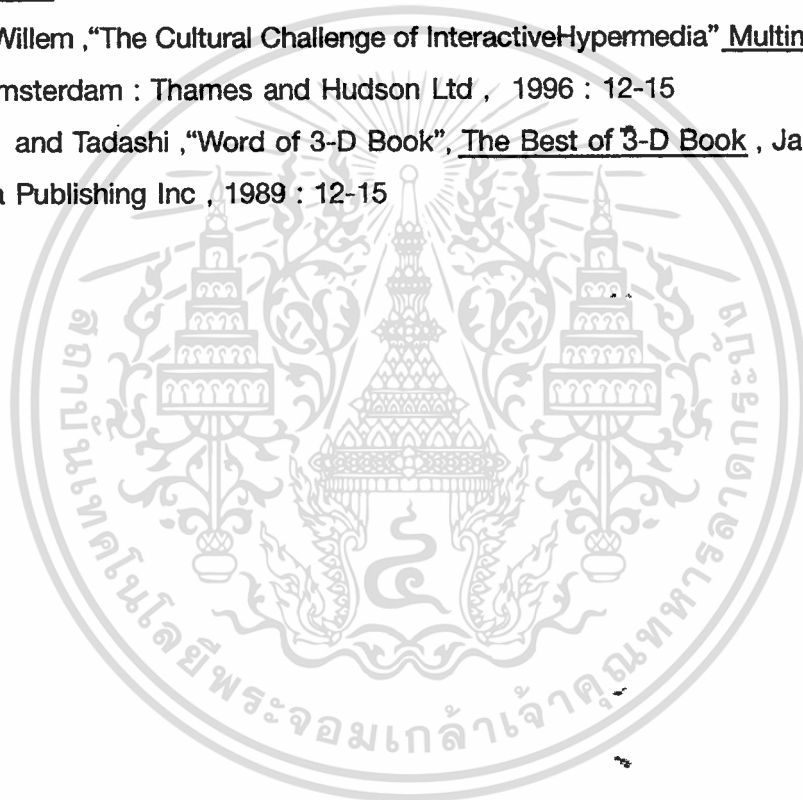 Willem ,“The Cultural Challenge of InteractiveHypermedia” Multim
msterdam : Thames and Hudson Ltd , 1996 : 12-15
and Tadashi ,“Word of 3-D Book”, The Best of 3-D Book , Ja
a Publishing Inc , 1989 : 12-15
สถาบันเทคโนโลยีพระจอมเกล้าเจ้าคุณทหารลาดกระบัง